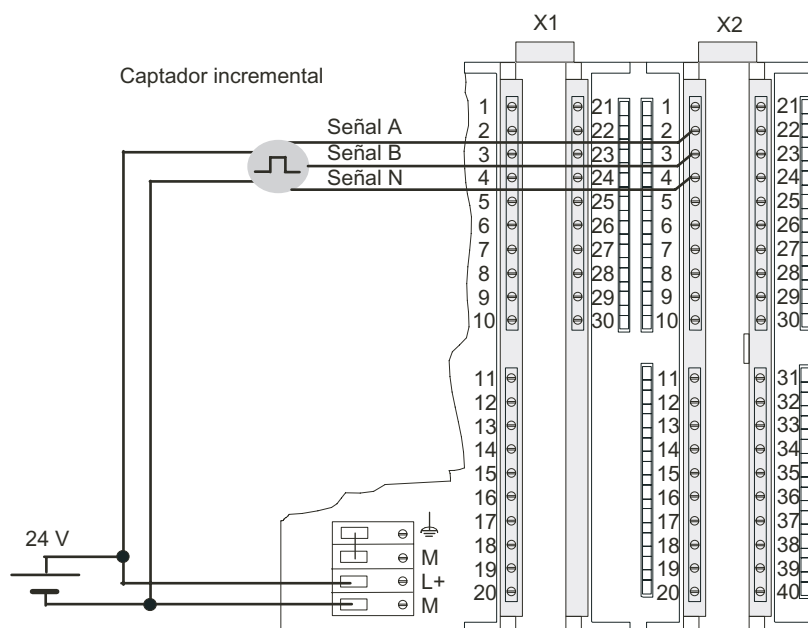 X1 X2
Captador incremental
Señal A
Señal B
Señal N
1 21 1 21
2 22 2 22
3 23 3 23
4 24 4 24
5 25 5 25
6 26 6 26
7 27 7 27
8 28 8 28
9 29 9 29
10 30 10 30
11 11 31
12 12 32
13 13 33
14 14 34
15 15 35
16 16 36
17 17 37
18 18 38
19 19 39
20 20 40
24 V
M
L+
M